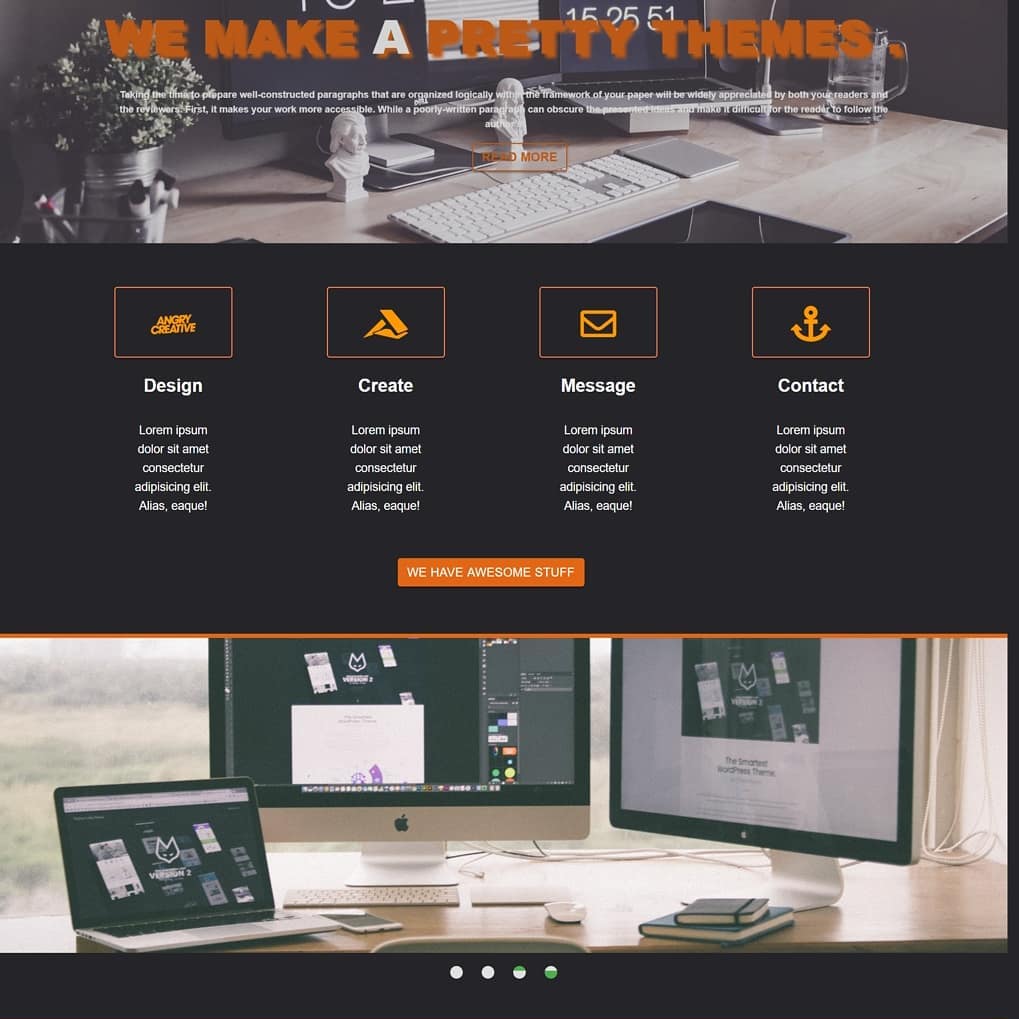 15 25 51
WE MAKE A PRETTY THEMES .
Taking the time to prepare well-constructed paragraphs that are organized logically within the framework of your paper will be widely appreciated by both your readers and
the reviewers. First, it makes your work more accessible. While a poorly-written paragraph can obscure the presented ideas and make it difficult for the reader to follow the
DELL
READ MORE
ANGRY
CREATIVE
Design
Create
Message
Contact
Lorem ipsum
dolor sit amet
consectetur
adipisicing elit.
Alias, eaque!
Lorem ipsum
dolor sit amet
consectetur
adipisicing elit.
Alias, eaque!
Lorem ipsum
dolor sit amet
consectetur
adipisicing elit.
Alias, eaque!
Lorem ipsum
dolor sit amet
consectetur
adipisicing elit.
Alias, eaque!
WE HAVE AWESOME STUFF
VERSION 2
The Smartest
WordPress Theme
VERSION 2
The Smartest
WordPress Theme.
VERSION 2